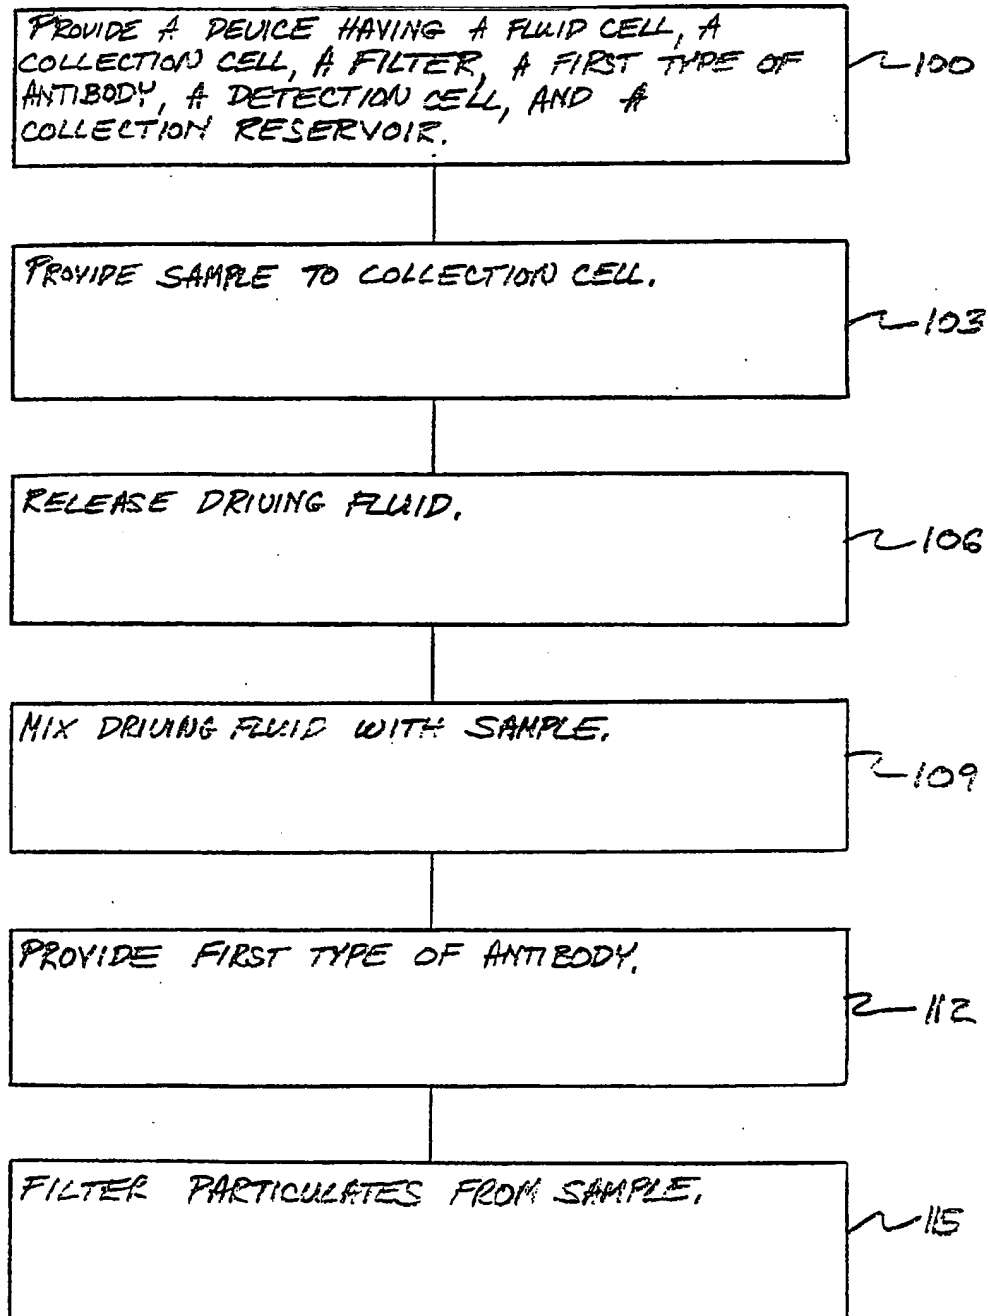 PROVIDE A DEVICE HAVING A FLUID CELL, A
COLLECTION CELL, A FILTER, A FIRST TYPE OF
ANTIBODY, A DETECTION CELL, AND A
COLLECTION RESERVOIR.
100
PROVIDE SAMPLE TO COLLECTION CELL.
103
RELEASE DRIVING FLUID.
106
MIX DRIVING FLUID WITH SAMPLE.
109
PROVIDE FIRST TYPE OF ANTIBODY.
112
FILTER PARTICULATES FROM SAMPLE.
115